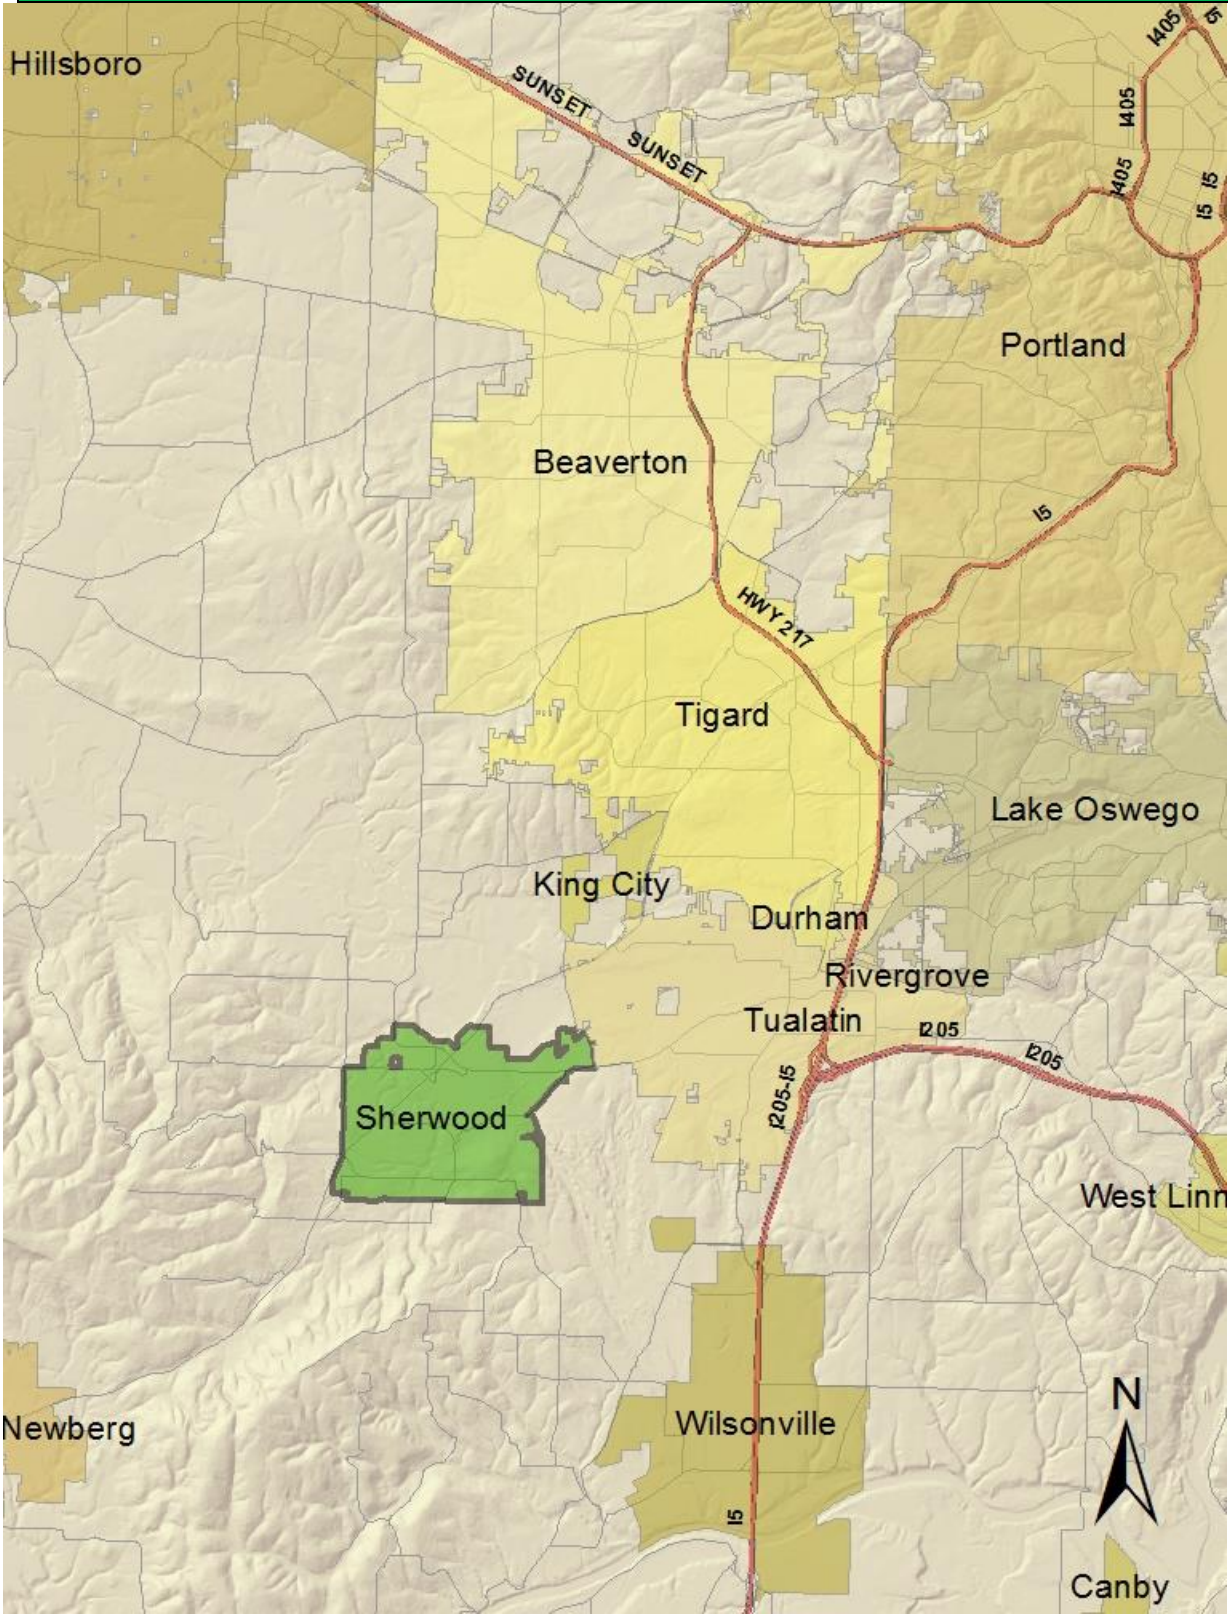 I405
I5
Hillsboro
SUNSET
I405
SUNSET
I405
I5
I5
Portland
Beaverton
I5
HWY 217
Tigard
Lake Oswego
King City
Durham
Rivergrove
Tualatin
I205
I205
I205-I5
Sherwood
West Linn
N
Newberg
Wilsonville
I5
Canby